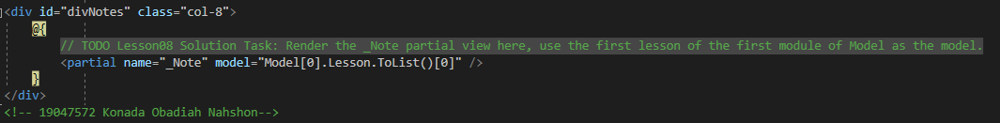 <div id="divNotes" class="col-8">
@{
// TODO Lesson08 Solution Task: Render the _Note partial view here, use the first lesson of the first module of Model as the model.
<partial name="_Note" model="Model[0].Lesson.ToList()[0]" />
}
</div>
<!-- 19047572 Konada Obadiah Nahshon-->